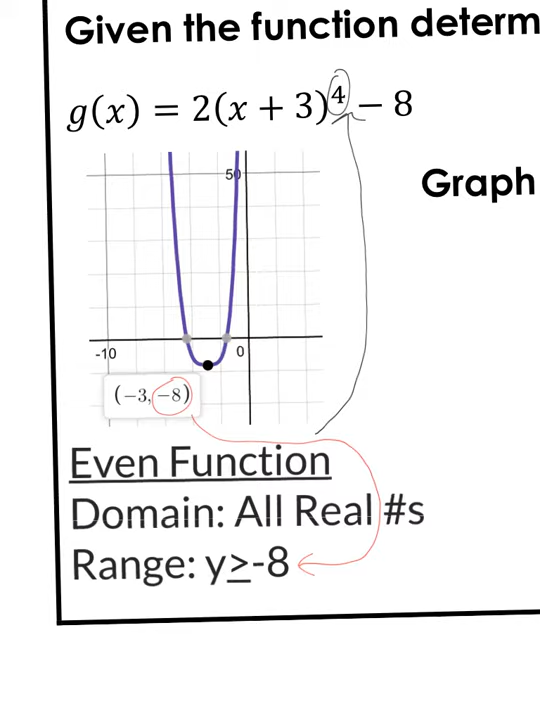 Given the function determ
g(x) = 2(x + 3)⁴ − 8
50
Graph
-10
0
(−3, −8)
Even Function
Domain: All Real #s
Range: y≥-8